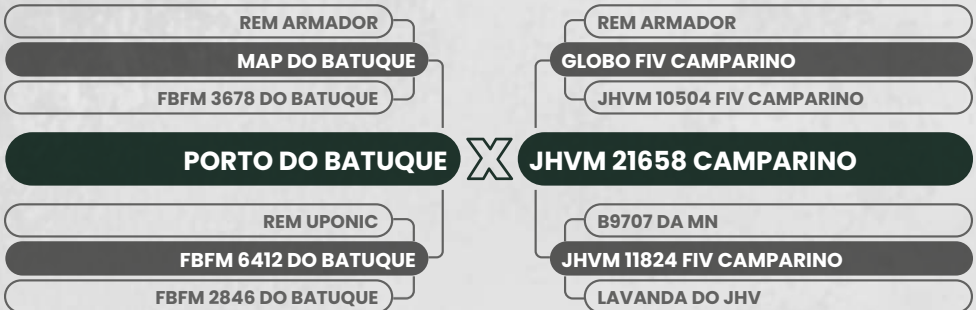 REM ARMADOR
MAP DO BATUQUE
FBFM 3678 DO BATUQUE
PORTO DO BATUQUE
REM UPONIC
FBFM 6412 DO BATUQUE
FBFM 2846 DO BATUQUE
X
REM ARMADOR
GLOBO FIV CAMPARINO
JHVM 10504 FIV CAMPARINO
JHVM 21658 CAMPARINO
B9707 DA MN
JHVM 11824 FIV CAMPARINO
LAVANDA DO JHV